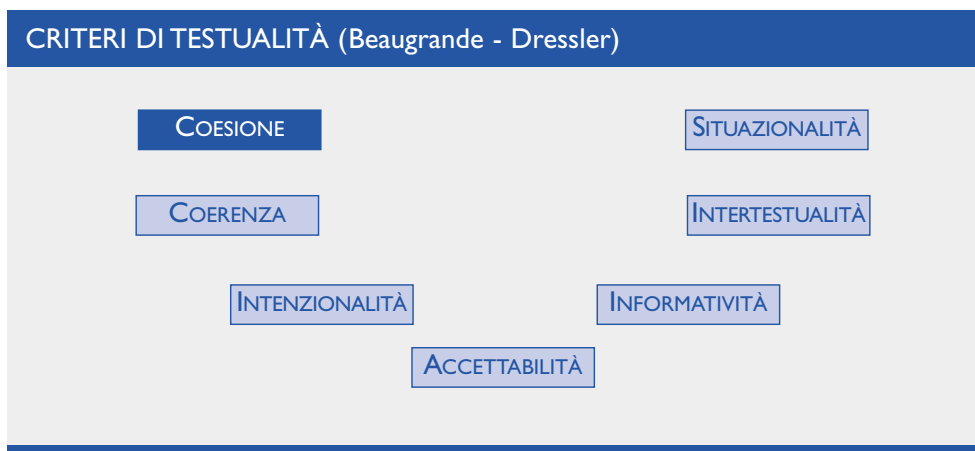 CRITERI DI TESTUALITÀ (Beaugrande - Dressler)
COESIONE
SITUAZIONALITÀ
COERENZA
INTERTESTUALITÀ
INTENZIONALITÀ
INFORMATIVITÀ
ACCETTABILITÀ